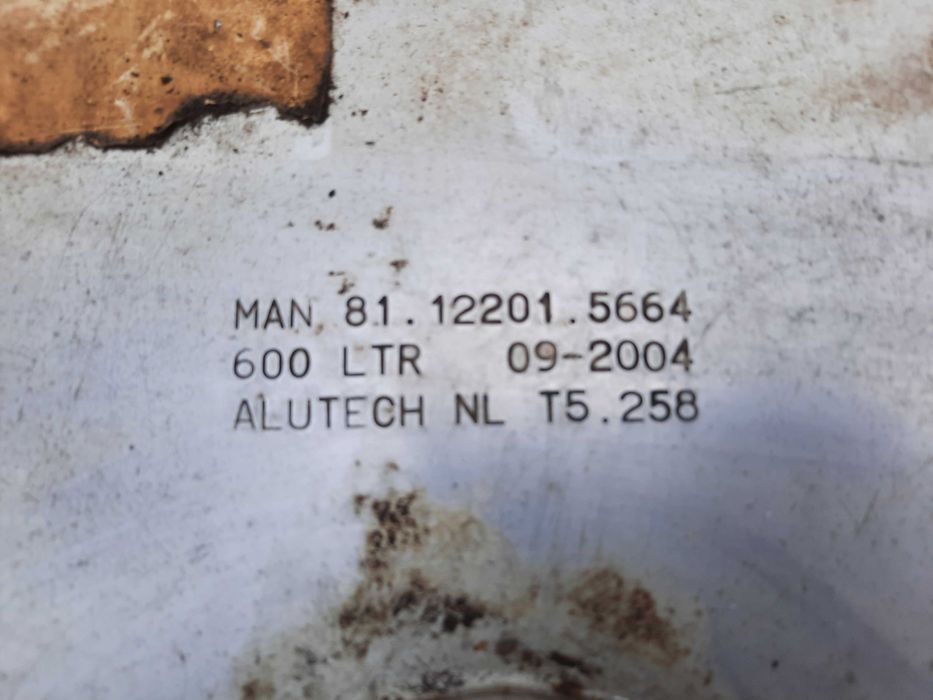 MAN 81.12201.5664
600 LTR 09-2004
ALUTECH NL T5.258